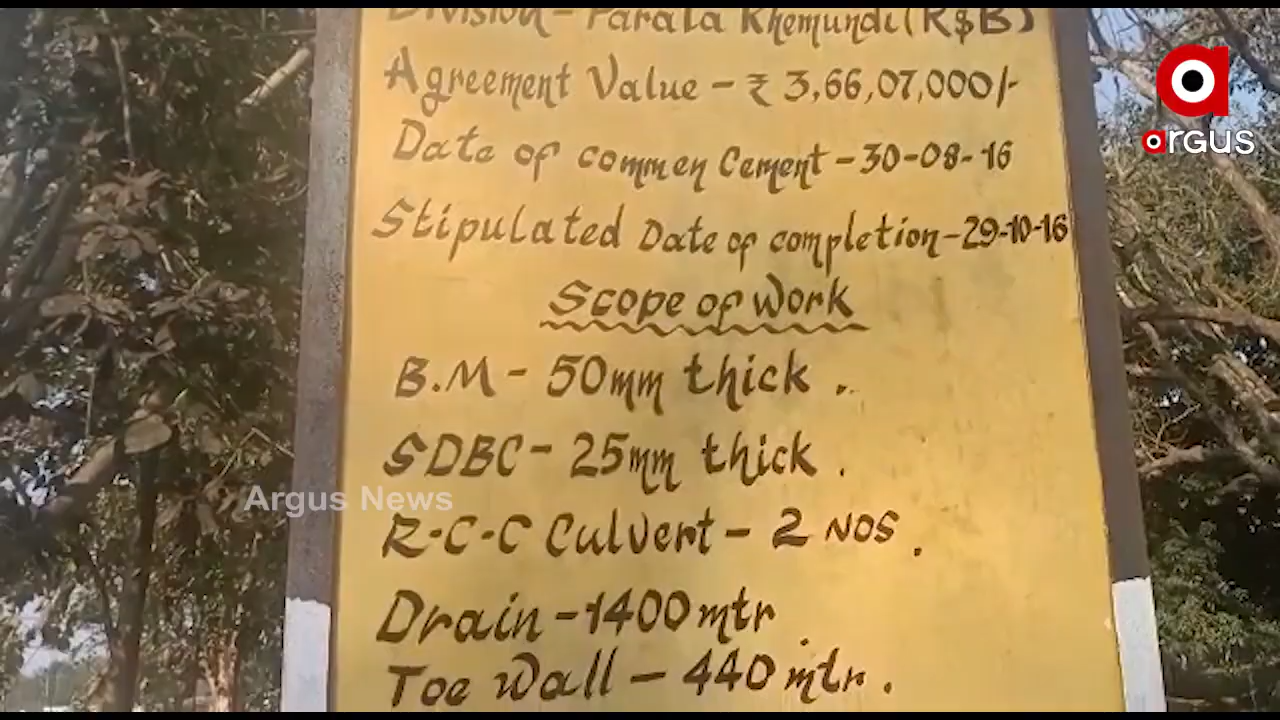 Division - Parala Khemundi (R$B)
Agreement Value - ₹ 3,66,07,000/-
Date of commen Cement - 30-08-16
Stipulated Date of completion - 29-10-16
Scope of work
B.M - 50mm thick .
SDBC - 25mm thick .
R-C-C Culvert - 2 NOS .
Drain - 1400 mtr
Toe Wall - 440 mtr .
argus
Argus News